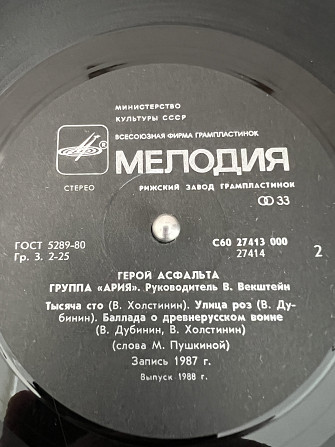 МИНИСТЕРСТВО
КУЛЬТУРЫ СССР
ВСЕСОЮЗНАЯ ФИРМА ГРАМПЛАСТИНОК
МЕЛОДИЯ
®
СТЕРЕО
РИЖСКИЙ ЗАВОД ГРАМПЛАСТИНОК
33
ГОСТ 5289-80
Гр. 3. 2-25
С60 27413 000
27414
2
ГЕРОЙ АСФАЛЬТА
ГРУППА «АРИЯ». Руководитель В. Векштейн
Тысяча сто (В. Холстинин). Улица роз (В. Ду-
бинин). Баллада о древнерусском воине
(В. Дубинин, В. Холстинин)
(слова М. Пушкиной)
Запись 1987 г.
Выпуск 1988 г.